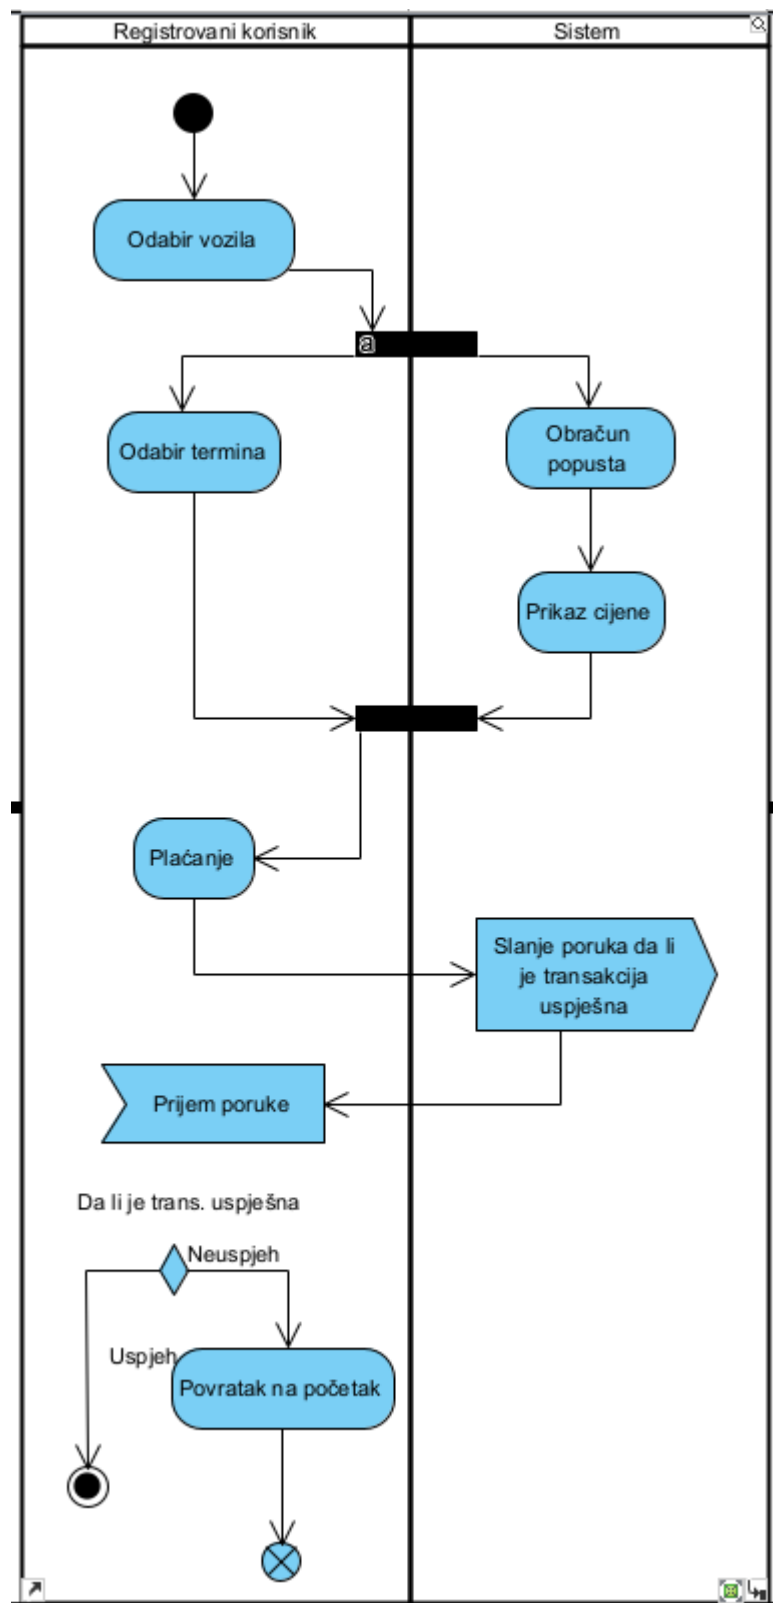 Registrovani korisnik
Sistem
Odabir vozila
a
Odabir termina
Obračun
popusta
Prikaz cijene
Plaćanje
Slanje poruka da li
je transakcija
uspješna
Prijem poruke
Da li je trans. uspješna
Neuspjeh
Uspjeh
Povratak na početak